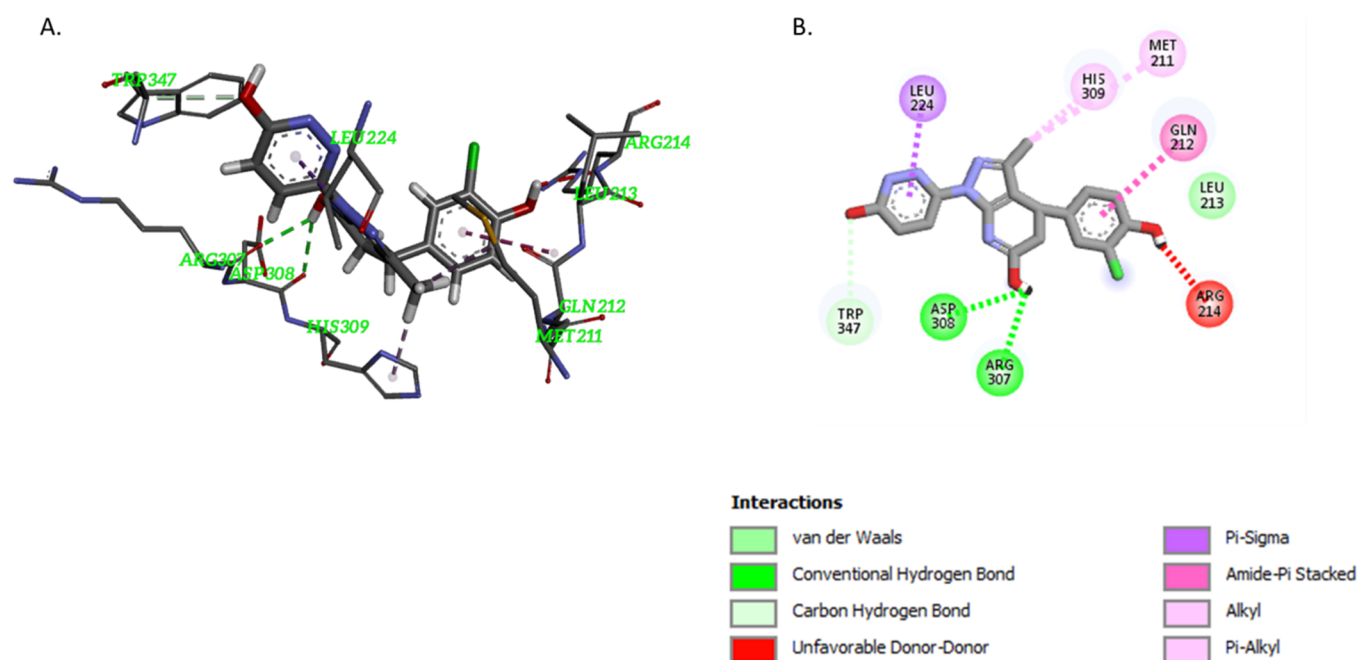 A.
B.
TRP347
LEU224
ARG214
LEU213
ARG307
ASP308
HIS309
GLN212
MET211
MET
211
HIS
309
LEU
224
GLN
212
LEU
213
ARG
214
TRP
347
ASP
308
ARG
307
Interactions
van der Waals
Conventional Hydrogen Bond
Carbon Hydrogen Bond
Unfavorable Donor-Donor
Pi-Sigma
Amide-Pi Stacked
Alkyl
Pi-Alkyl